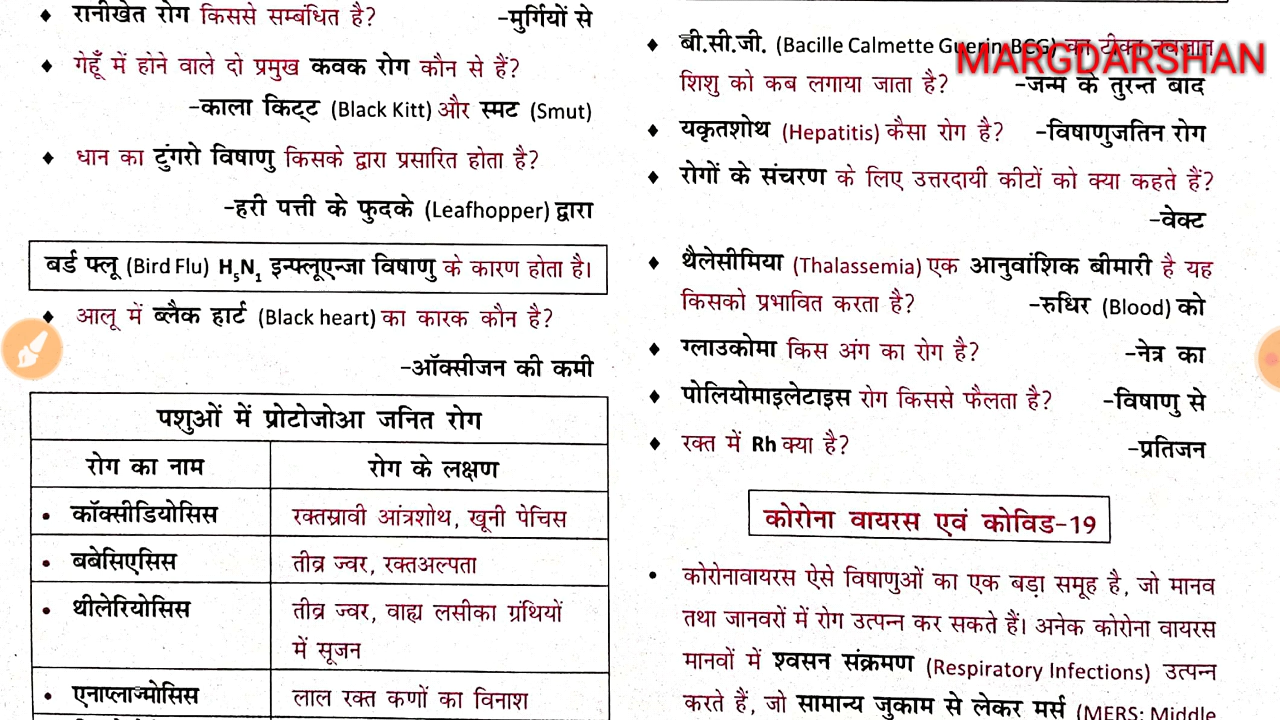 ♦ रानीखेत रोग किससे सम्बंधित है? –मुर्गियों से
♦ गेहूँ में होने वाले दो प्रमुख कवक रोग कौन से हैं?
–काला किट्ट (Black Kitt) और स्मट (Smut)
♦ धान का टुंगरो विषाणु किसके द्वारा प्रसारित होता है?
–हरी पत्ती के फुदके (Leafhopper) द्वारा
बर्ड फ्लू (Bird Flu) H5N1 इन्फ्लूएन्जा विषाणु के कारण होता है।
♦ आलू में ब्लैक हार्ट (Black heart) का कारक कौन है?
–ऑक्सीजन की कमी
पशुओं में प्रोटोजोआ जनित रोग
रोग का नाम रोग के लक्षण
• कॉक्सीडियोसिस रक्तस्रावी आंत्रशोथ, खूनी पेचिस
• बबेसिएसिस तीव्र ज्वर, रक्तअल्पता
• थीलेरियोसिस तीव्र ज्वर, वाह्य लसीका ग्रंथियों
में सूजन
• एनाप्लाज्मोसिस लाल रक्त कणों का विनाश
♦ बी.सी.जी. (Bacille Calmette Guerin BCG) का टीका नवजात
MARGDARSHAN
शिशु को कब लगाया जाता है? –जन्म के तुरन्त बाद
♦ यकृतशोथ (Hepatitis) कैसा रोग है? –विषाणुजतिन रोग
♦ रोगों के संचरण के लिए उत्तरदायी कीटों को क्या कहते हैं?
–वेक्ट
♦ थैलेसीमिया (Thalassemia) एक आनुवांशिक बीमारी है यह
किसको प्रभावित करता है? –रुधिर (Blood) को
♦ ग्लाउकोमा किस अंग का रोग है? –नेत्र का
♦ पोलियोमाइलेटाइस रोग किससे फैलता है? –विषाणु से
♦ रक्त में Rh क्या है? –प्रतिजन
कोरोना वायरस एवं कोविड-19
• कोरोनावायरस ऐसे विषाणुओं का एक बड़ा समूह है, जो मानव
तथा जानवरों में रोग उत्पन्न कर सकते हैं। अनेक कोरोना वायरस
मानवों में श्वसन संक्रमण (Respiratory Infections) उत्पन्न
करते हैं, जो सामान्य जुकाम से लेकर मर्स (MERS: Middle